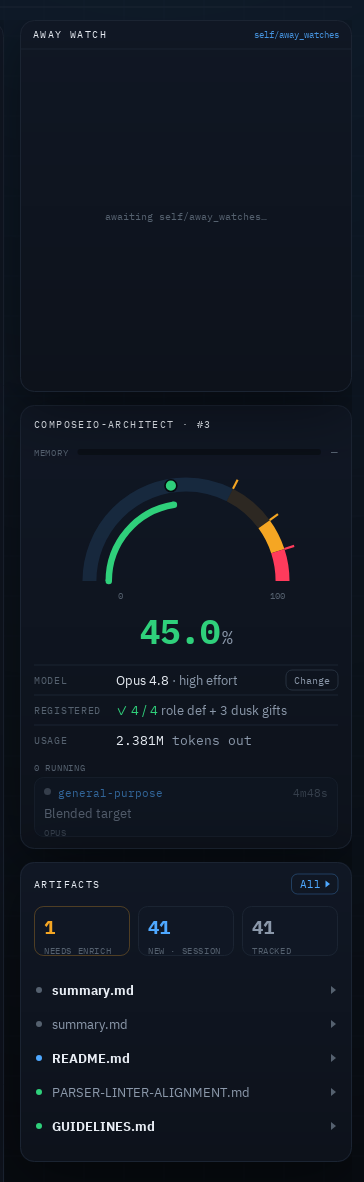 AWAY WATCH self/away_watches
awaiting self/away_watches…
COMPOSEIO-ARCHITECT · #3
MEMORY —
0 100
45.0%
MODEL Opus 4.8 · high effort Change
REGISTERED ✓ 4 / 4 role def + 3 dusk gifts
USAGE 2.381M tokens out
0 RUNNING
general-purpose 4m48s
Blended target
OPUS
ARTIFACTS All
1 41 41
NEEDS ENRICH NEW · SESSION TRACKED
summary.md
summary.md
README.md
PARSER-LINTER-ALIGNMENT.md
GUIDELINES.md